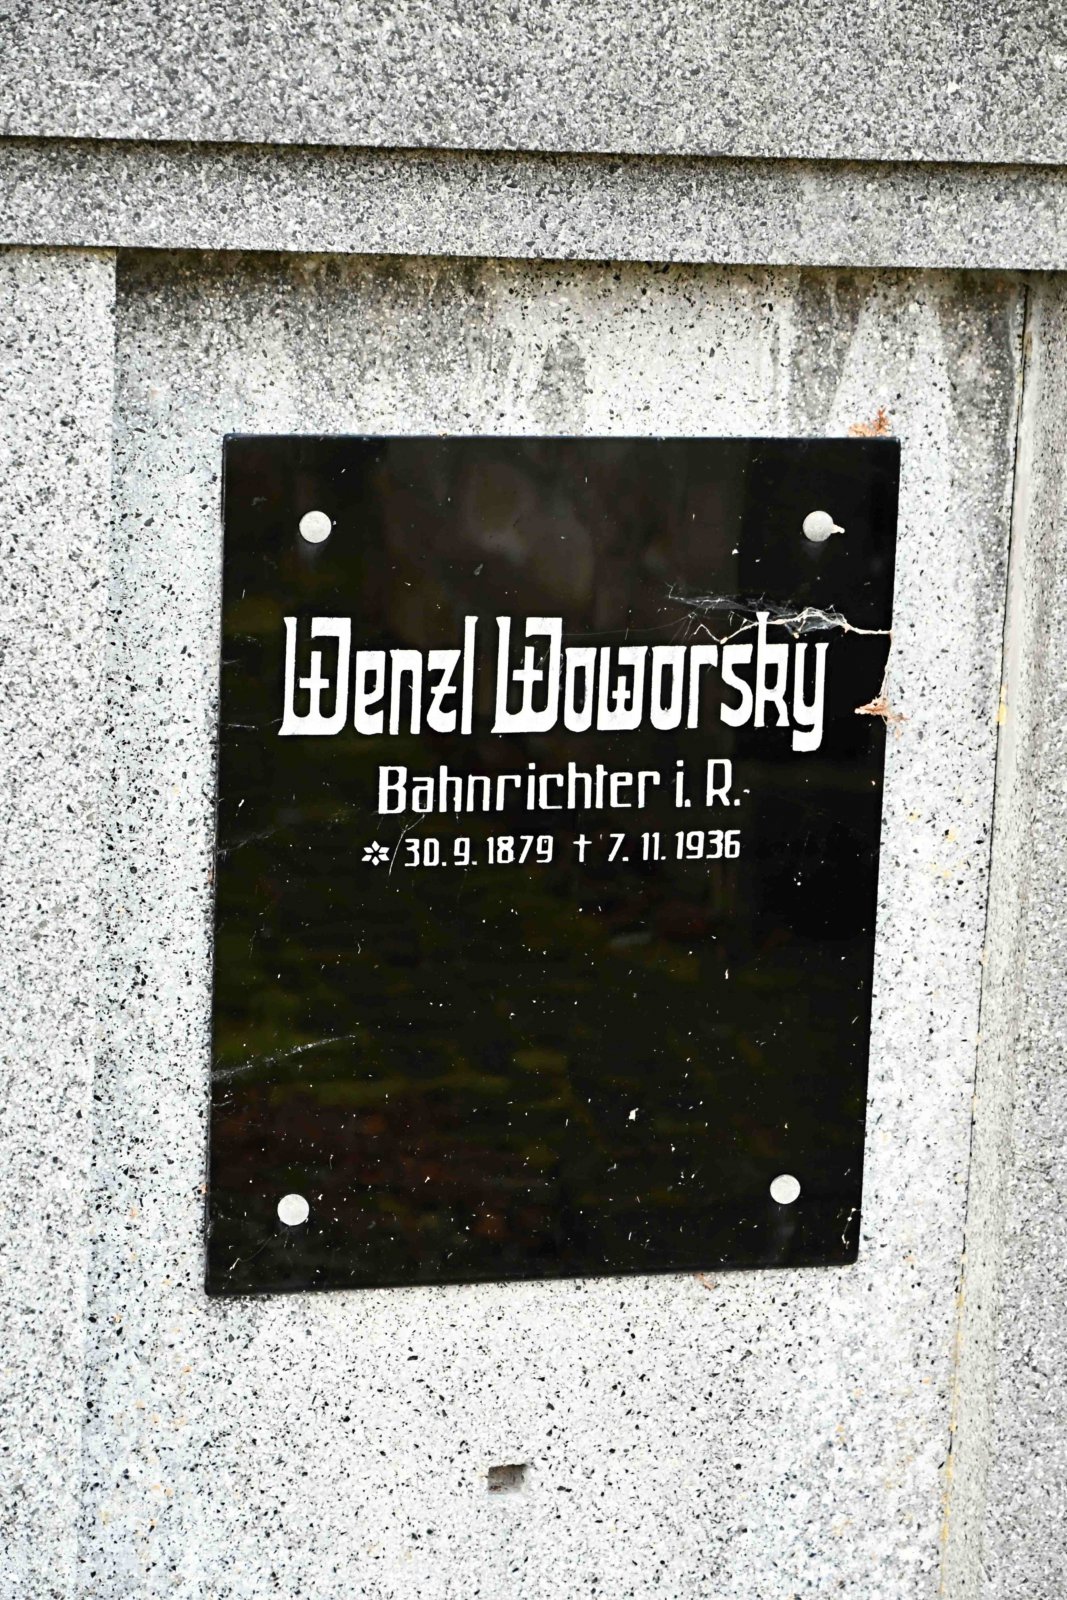 Wenzl Woworsky
Bahnrichter i. R.
* 30. 9. 1879 † 7. 11. 1936